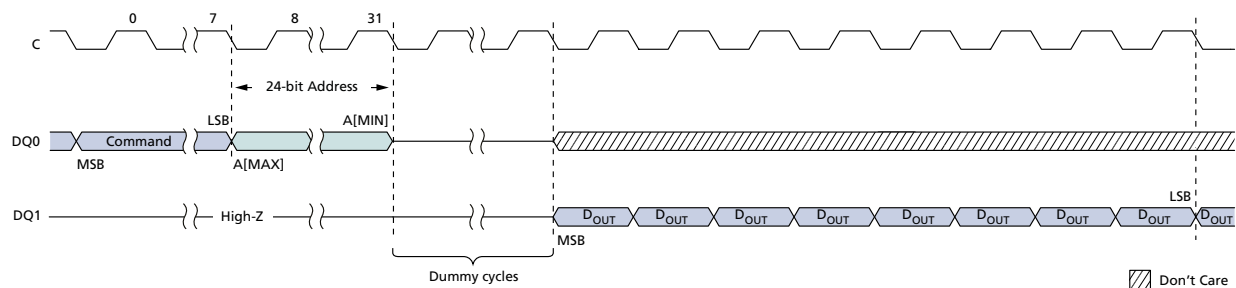 0 7 8 31
C
24-bit Address
LSB A[MIN]
DQ0 Command
MSB A[MAX]
LSB
DQ1 High-Z DOUT DOUT DOUT DOUT DOUT DOUT DOUT DOUT DOUT
MSB
Dummy cycles
Don't Care